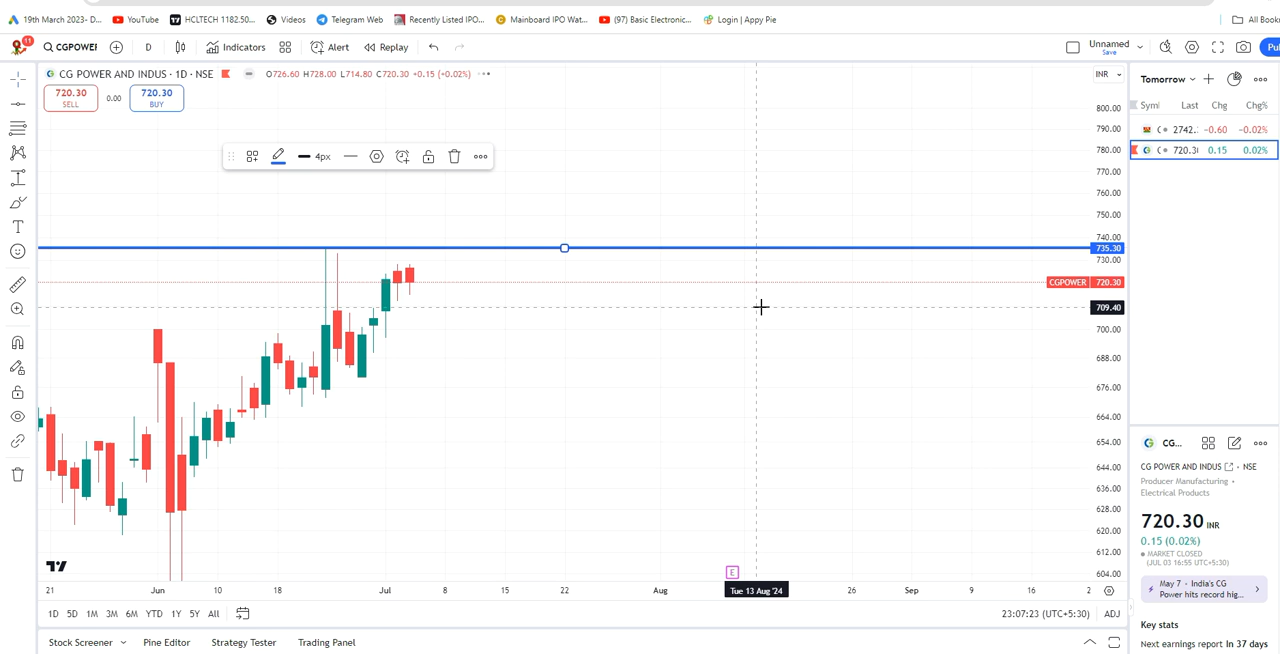 19th March 2023- D...
YouTube
HCLTECH 1182.50...
Videos
Telegram Web
Recently Listed IPO...
Mainboard IPO Wat...
(97) Basic Electronic...
Login | Appy Pie
All Book
11
CGPOWER
D
Indicators
Alert
Replay
Unnamed
Save
Pu
CG POWER AND INDUS · 1D · NSE
O726.60 H728.00 L714.80 C720.30 +0.15 (+0.02%)
INR
720.30
SELL
0.00
720.30
BUY
4px
800.00
790.00
780.00
770.00
760.00
750.00
740.00
735.30
730.00
CGPOWER 720.30
709.40
700.00
688.00
676.00
664.00
654.00
644.00
636.00
628.00
620.00
612.00
604.00
E
21
Jun
10
18
Jul
8
15
22
Aug
Tue 13 Aug '24
26
Sep
9
16
2
1D 5D 1M 3M 6M YTD 1Y 5Y All
23:07:23 (UTC+5:30)
ADJ
Stock Screener
Pine Editor
Strategy Tester
Trading Panel
Tomorrow
Last Chg Chg%
2742. −0.60 −0.02%
720.30 0.15 0.02%
CG...
CG POWER AND INDUS · NSE
Producer Manufacturing •
Electrical Products
720.30 INR
0.15 (0.02%)
MARKET CLOSED
(JUL 03 16:55 UTC+5:30)
May 7 · India's CG
Power hits record hig...
Key stats
Next earnings report In 37 days